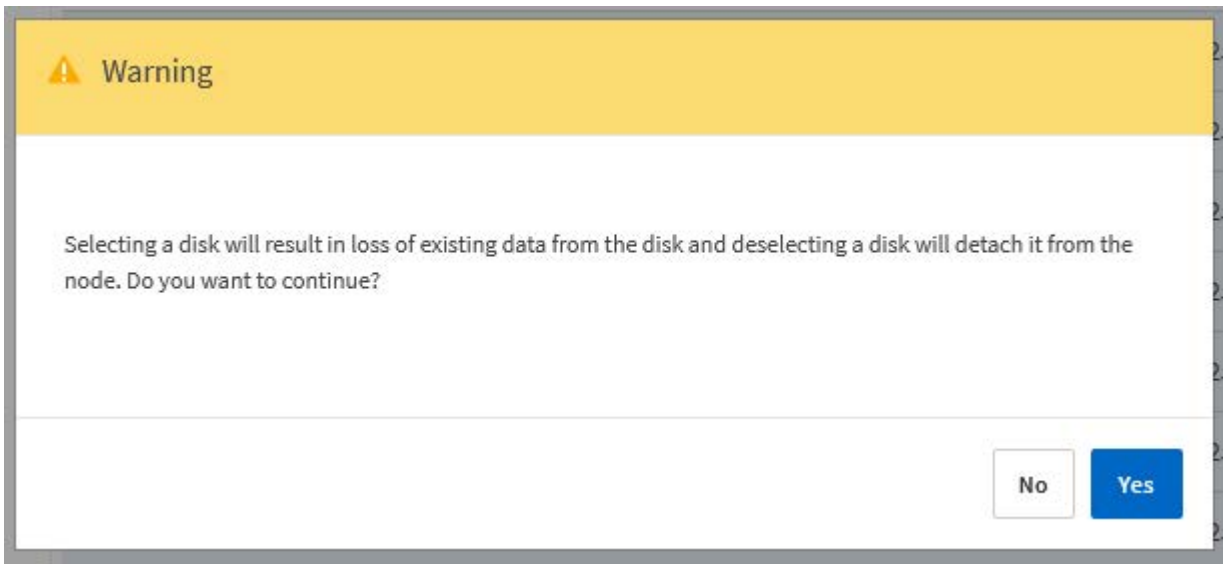 Warning
Selecting a disk will result in loss of existing data from the disk and deselecting a disk will detach it from the
node. Do you want to continue?
No
Yes